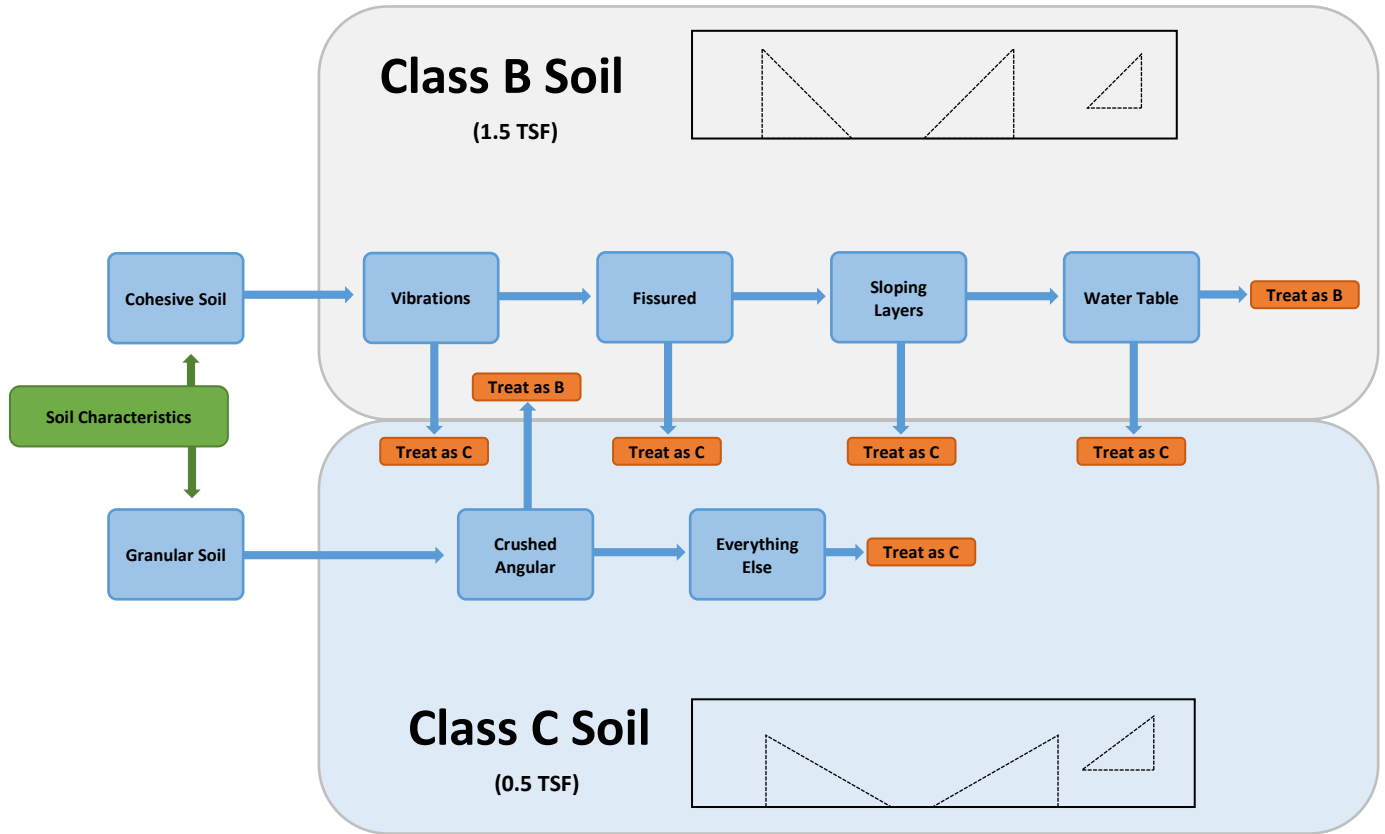 Class B Soil
(1.5 TSF)
Cohesive Soil
Vibrations
Fissured
Sloping
Layers
Water Table
Treat as B
Treat as B
Soil Characteristics
Treat as C
Treat as C
Treat as C
Treat as C
Granular Soil
Crushed
Angular
Everything
Else
Treat as C
Class C Soil
(0.5 TSF)